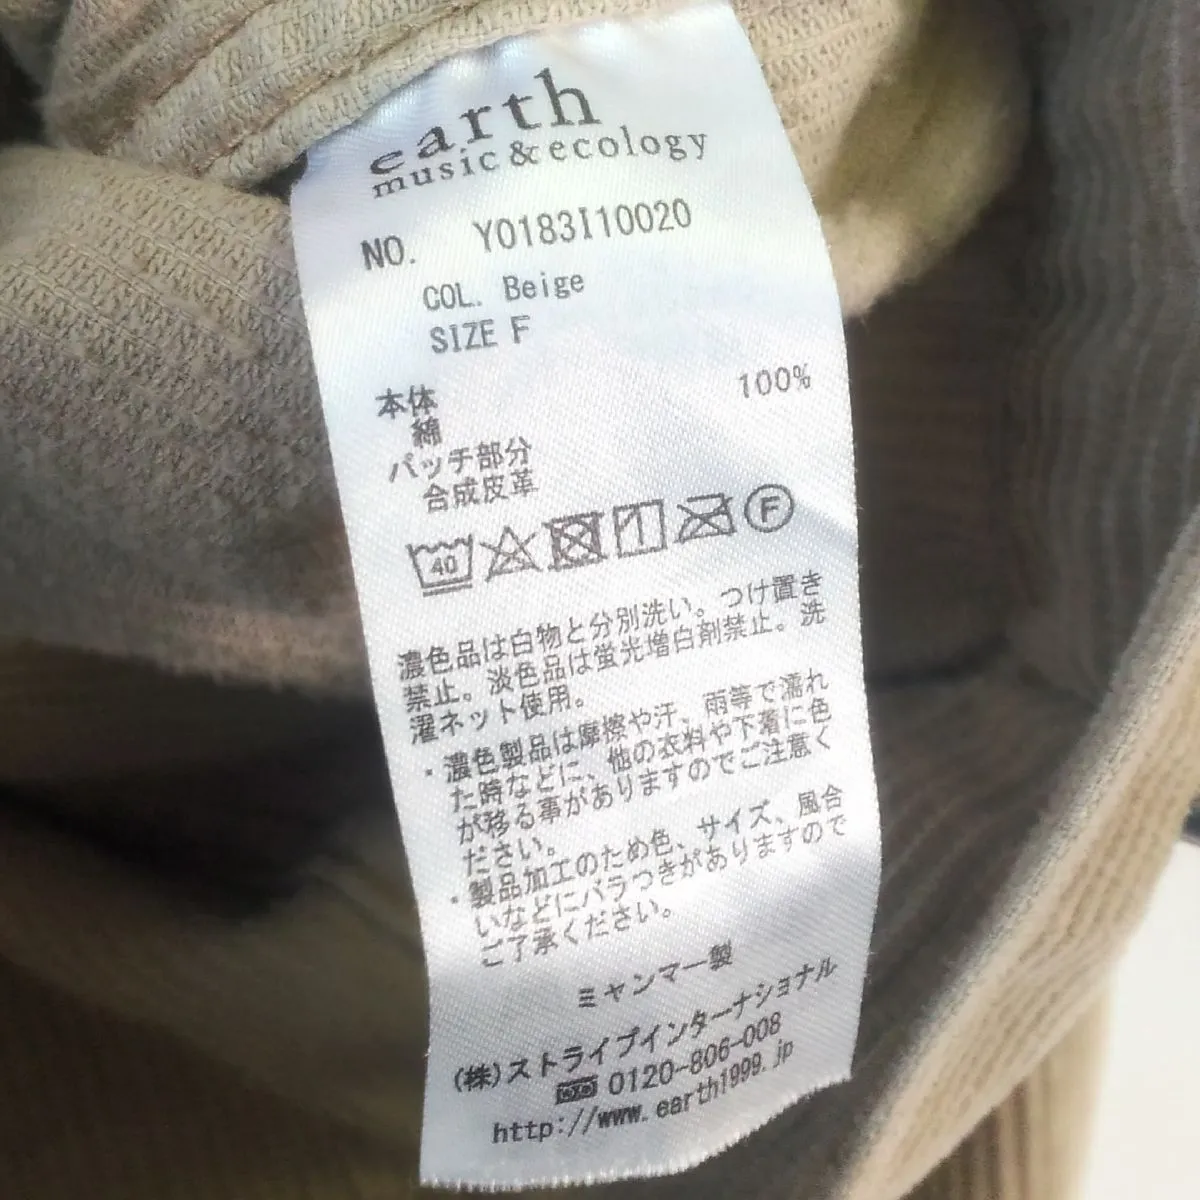 earth
music & ecology
NO. Y0183I10020
COL. Beige
SIZE F
本体
綿 100%
パッチ部分
合成皮革
40 F
濃色品は白物と分別洗い。つけ置き
禁止。淡色品は蛍光増白剤禁止。洗
濯ネット使用。
・濃色製品は摩擦や汗、雨等で濡れ
た時などに、他の衣料や下着に色
が移る事がありますのでご注意く
ださい。
・製品加工のため色、サイズ、風合
いなどにバラつきがありますので
ご了承ください。
ミャンマー製
(株)ストライプインターナショナル
0120-806-008
http://www.earth1999.jp